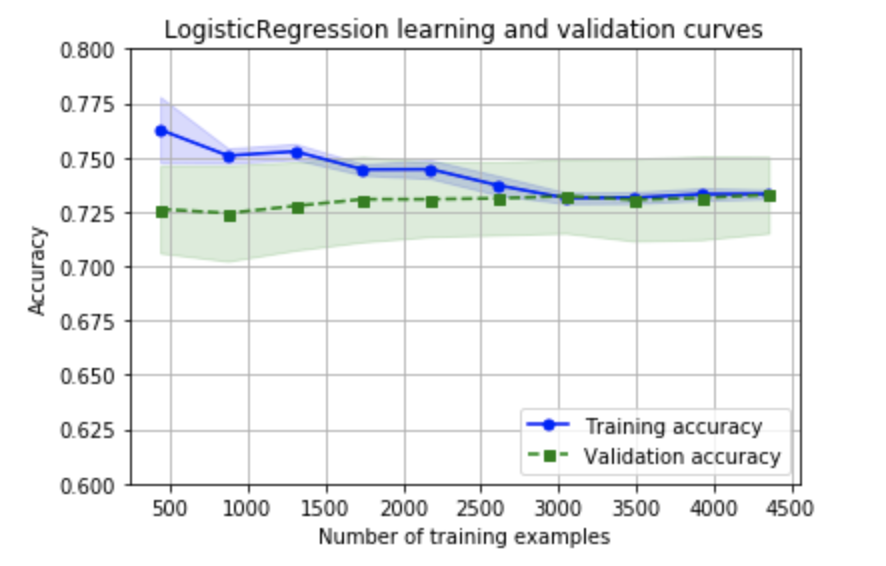 LogisticRegression learning and validation curves
0.800
0.775
0.750
0.725
0.700
0.675
0.650
0.625
0.600
Accuracy
Training accuracy
Validation accuracy
500 1000 1500 2000 2500 3000 3500 4000 4500
Number of training examples